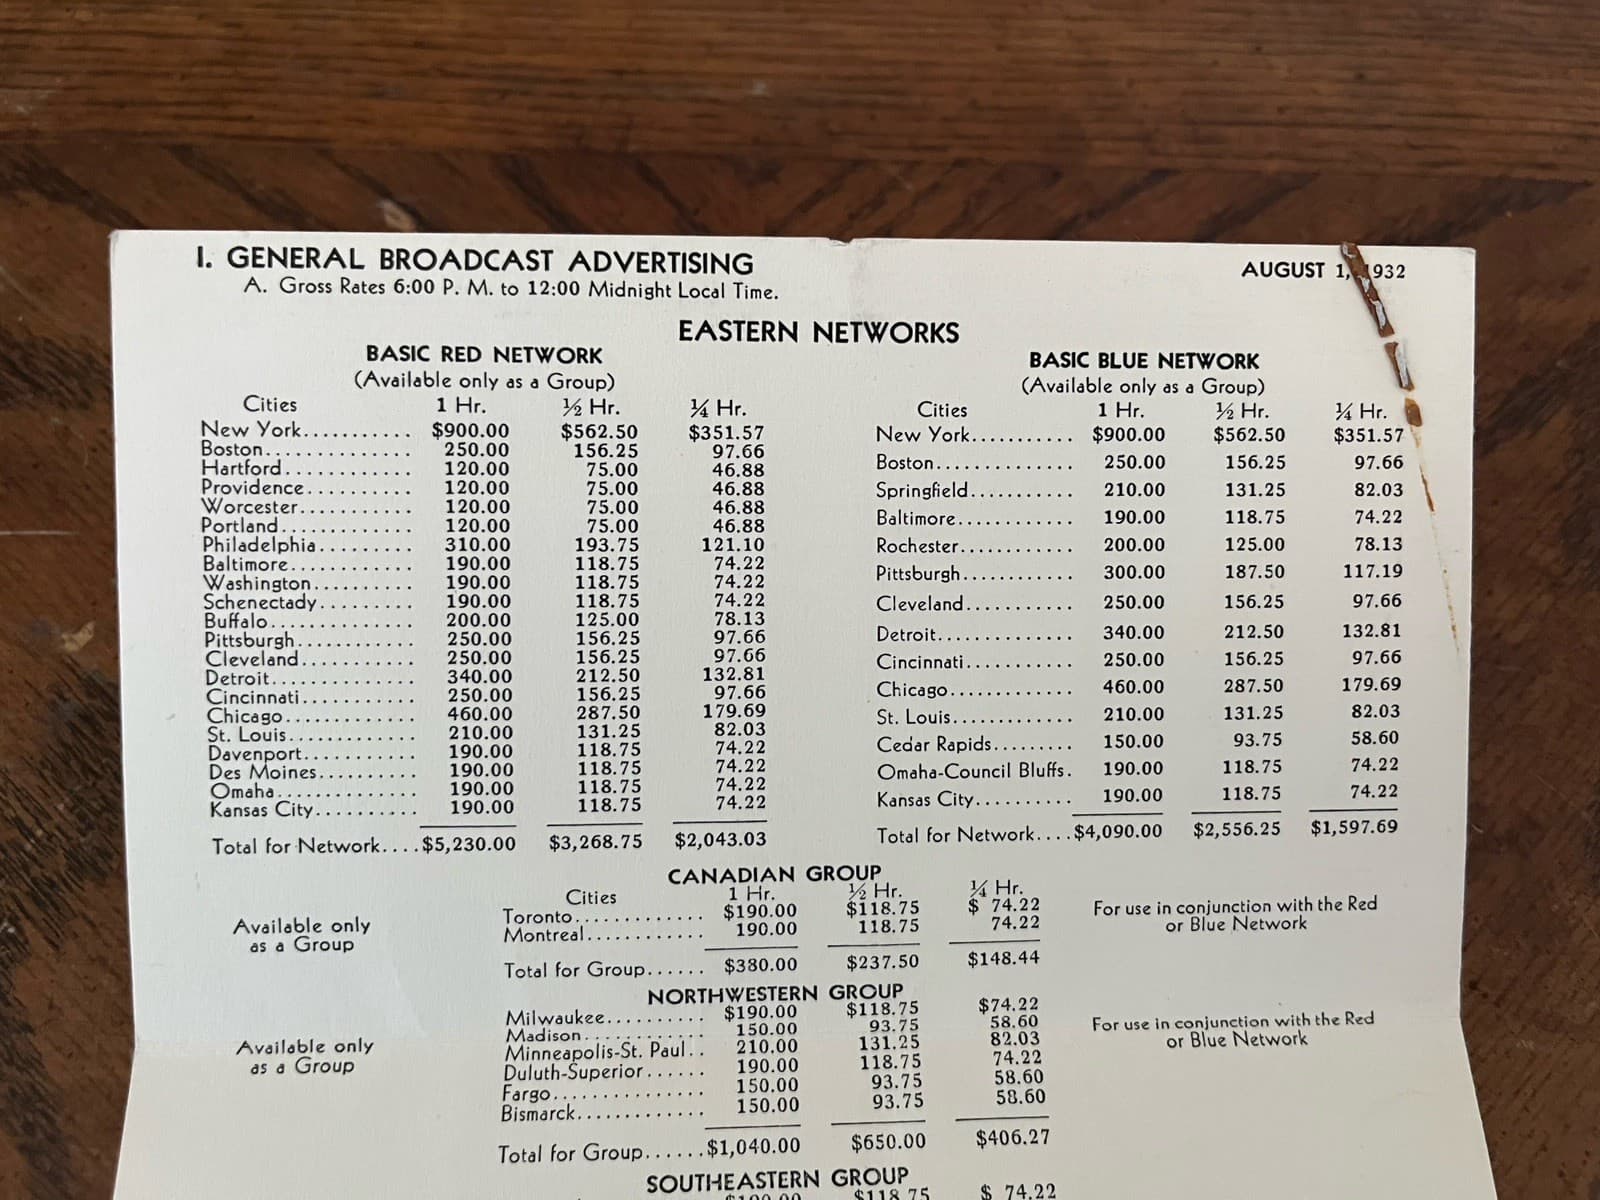 I. GENERAL BROADCAST ADVERTISING
AUGUST 1, 1932
A. Gross Rates 6:00 P. M. to 12:00 Midnight Local Time.
EASTERN NETWORKS
BASIC RED NETWORK
(Available only as a Group)
Cities 1 Hr. ½ Hr. ¼ Hr.
New York........... $900.00 $562.50 $351.57
Boston.............. 250.00 156.25 97.66
Hartford............ 120.00 75.00 46.88
Providence.......... 120.00 75.00 46.88
Worcester........... 120.00 75.00 46.88
Portland............ 120.00 75.00 46.88
Philadelphia......... 310.00 193.75 121.10
Baltimore........... 190.00 118.75 74.22
Washington......... 190.00 118.75 74.22
Schenectady......... 190.00 118.75 74.22
Buffalo............. 200.00 125.00 78.13
Pittsburgh........... 250.00 156.25 97.66
Cleveland........... 250.00 156.25 97.66
Detroit.............. 340.00 212.50 132.81
Cincinnati........... 250.00 156.25 97.66
Chicago............ 460.00 287.50 179.69
St. Louis............ 210.00 131.25 82.03
Davenport........... 190.00 118.75 74.22
Des Moines.......... 190.00 118.75 74.22
Omaha.............. 190.00 118.75 74.22
Kansas City.......... 190.00 118.75 74.22
Total for Network....$5,230.00 $3,268.75 $2,043.03
BASIC BLUE NETWORK
(Available only as a Group)
Cities 1 Hr. ½ Hr. ¼ Hr.
New York........... $900.00 $562.50 $351.57
Boston.............. 250.00 156.25 97.66
Springfield........... 210.00 131.25 82.03
Baltimore............ 190.00 118.75 74.22
Rochester............ 200.00 125.00 78.13
Pittsburgh............ 300.00 187.50 117.19
Cleveland........... 250.00 156.25 97.66
Detroit.............. 340.00 212.50 132.81
Cincinnati........... 250.00 156.25 97.66
Chicago............. 460.00 287.50 179.69
St. Louis............ 210.00 131.25 82.03
Cedar Rapids......... 150.00 93.75 58.60
Omaha-Council Bluffs. 190.00 118.75 74.22
Kansas City.......... 190.00 118.75 74.22
Total for Network....$4,090.00 $2,556.25 $1,597.69
CANADIAN GROUP
Cities 1 Hr. ½ Hr. ¼ Hr.
Available only
as a Group
Toronto............. $190.00 $118.75 $ 74.22
Montreal............ 190.00 118.75 74.22
Total for Group...... $380.00 $237.50 $148.44
For use in conjunction with the Red
or Blue Network
NORTHWESTERN GROUP
Available only
as a Group
Milwaukee.......... $190.00 $118.75 $74.22
Madison............ 150.00 93.75 58.60
Minneapolis-St. Paul.. 210.00 131.25 82.03
Duluth-Superior...... 190.00 118.75 74.22
Fargo............... 150.00 93.75 58.60
Bismarck............ 150.00 93.75 58.60
Total for Group......$1,040.00 $650.00 $406.27
For use in conjunction with the Red
or Blue Network
SOUTHEASTERN GROUP
$190.00 $118.75 $ 74.22